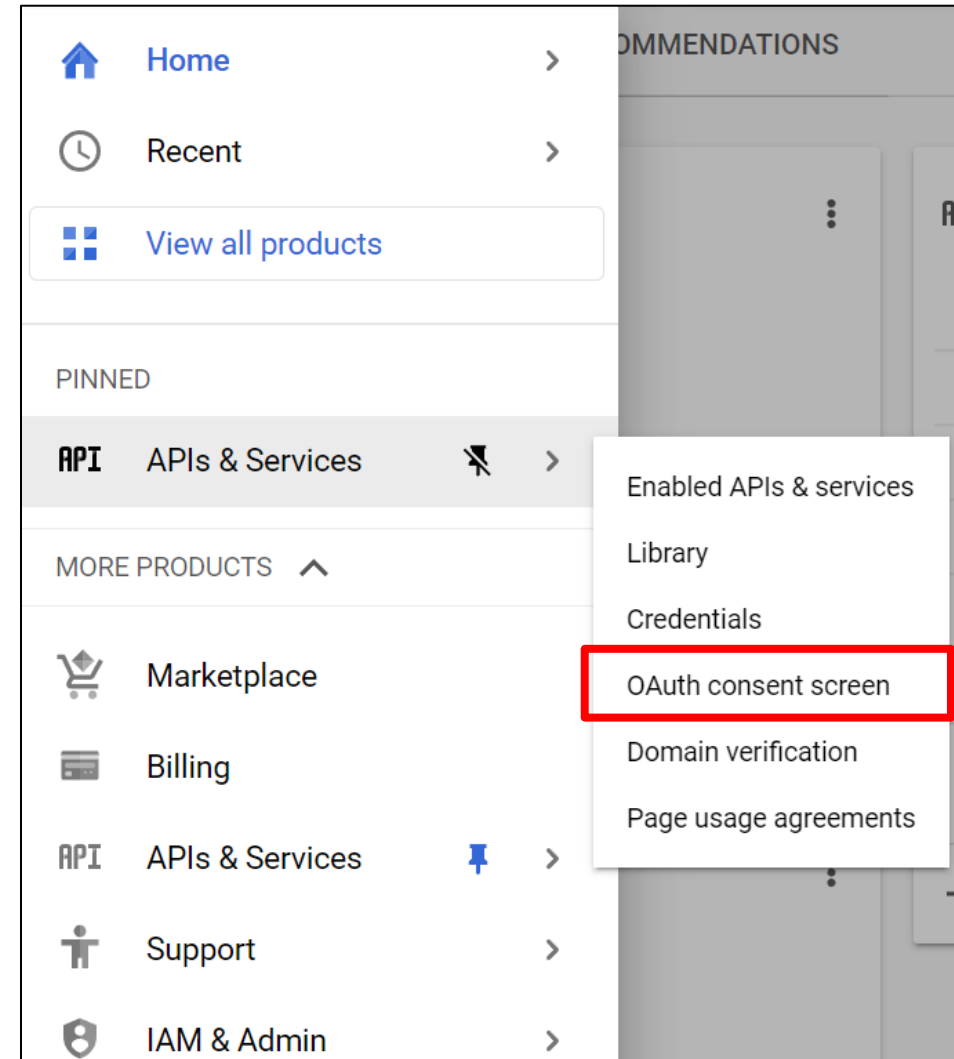 Home
OMMENDATIONS
Recent
View all products
PINNED
API APIs & Services
Enabled APIs & services
Library
MORE PRODUCTS
Credentials
Marketplace
OAuth consent screen
Billing
Domain verification
Page usage agreements
API APIs & Services
Support
IAM & Admin